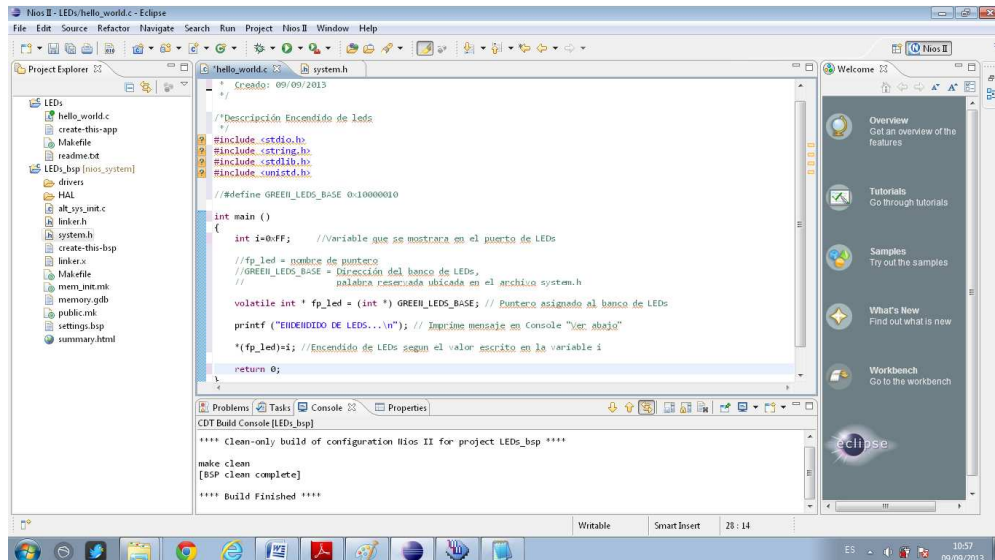 Nios II - LEDs/hello_world.c - Eclipse
File Edit Source Refactor Navigate Search Run Project Nios II Window Help
Nios II
Project Explorer
LEDs
hello_world.c
create-this-app
Makefile
readme.txt
LEDs_bsp [nios_system]
drivers
HAL
alt_sys_init.c
linker.h
system.h
create-this-bsp
linker.x
Makefile
mem_init.mk
memory.gdb
public.mk
settings.bsp
summary.html
*hello_world.c
system.h
* Creado: 09/09/2013
*/
/*Descripción Encendido de leds
*/
#include <stdio.h>
#include <string.h>
#include <stdlib.h>
#include <unistd.h>
//#define GREEN_LEDS_BASE 0x10000010
int main ()
{
int i=0xFF; //Variable que se mostrara en el puerto de LEDs
//fp_led = nombre de puntero
//GREEN_LEDS_BASE = Dirección del banco de LEDs,
// palabra reservada ubicada en el archivo system.h
volatile int * fp_led = (int *) GREEN_LEDS_BASE; // Puntero asignado al banco de LEDs
printf ("ENDENDIDO DE LEDS...\n"); // Imprime mensaje en Console "Ver abajo"
*(fp_led)=i; //Encendido de LEDs segun el valor escrito en la variable i
return 0;
}
Problems Tasks Console Properties
CDT Build Console [LEDs_bsp]
**** Clean-only build of configuration Nios II for project LEDs_bsp ****
make clean
[BSP clean complete]
**** Build Finished ****
Welcome
Overview
Get an overview of the
features
Tutorials
Go through tutorials
Samples
Try out the samples
What's New
Find out what is new
Workbench
Go to the workbench
eclipse
Writable Smart Insert 28 : 14
ES
10:57
09/09/2013